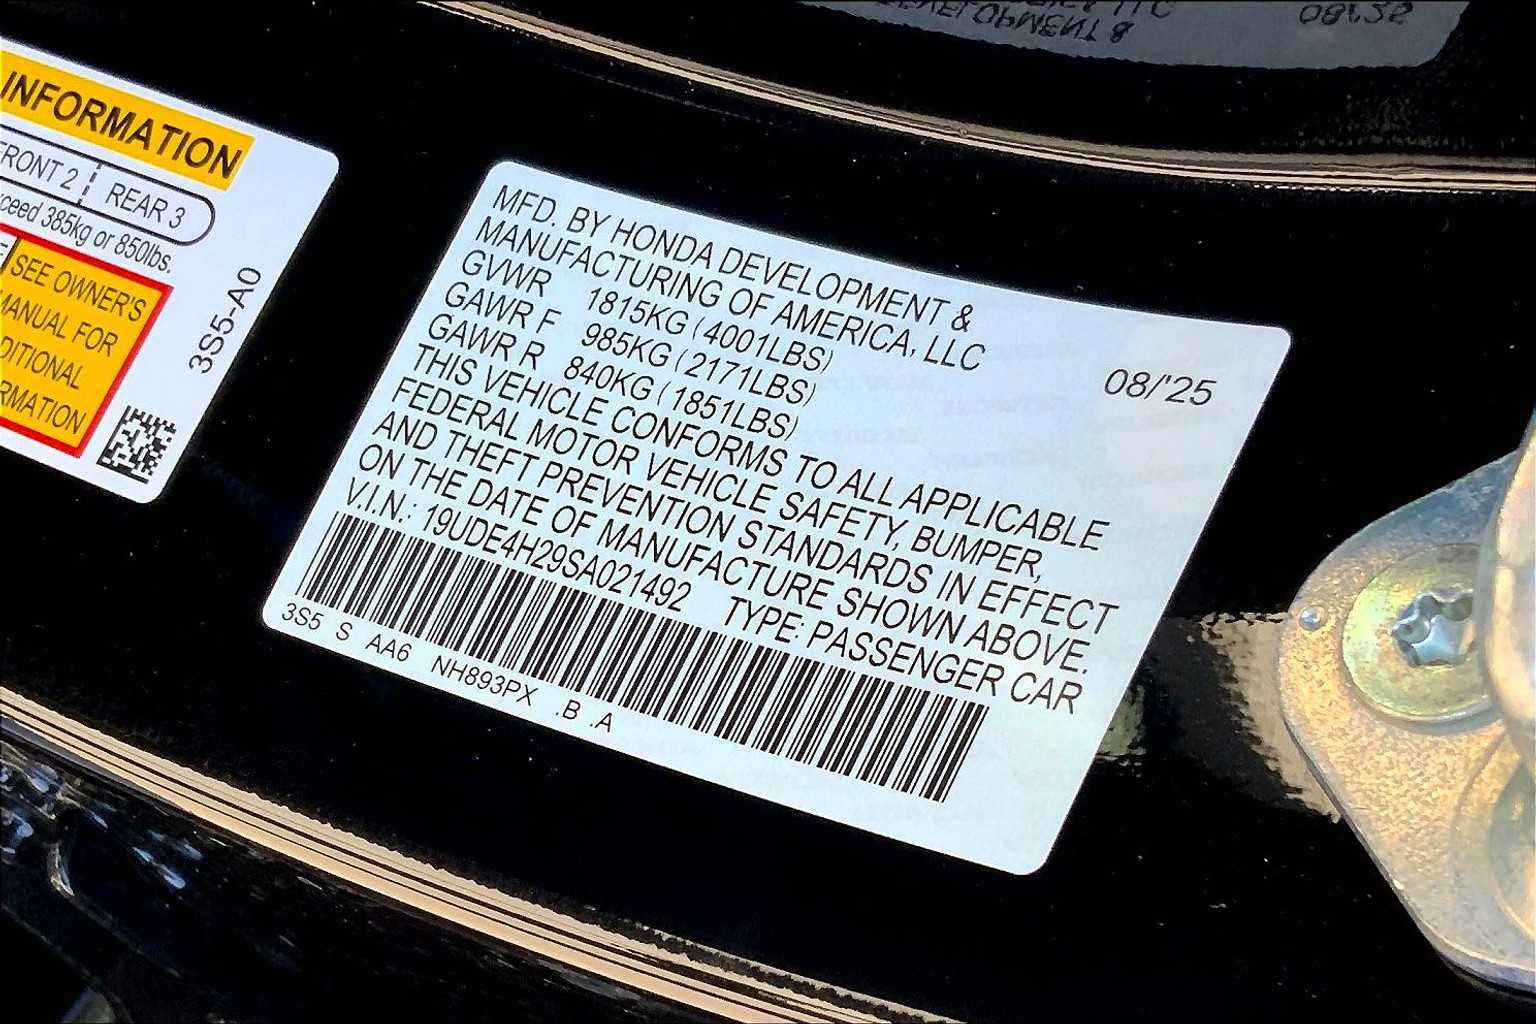 INFORMATION
FRONT 2 REAR 3
exceed 385kg or 850lbs.
SEE OWNER'S
MANUAL FOR
3S5-A0
MFD. BY HONDA DEVELOPMENT &
MANUFACTURING OF AMERICA, LLC
GVWR 1815KG (4001LBS) 08/'25
GAWR F 985KG (2171LBS)
GAWR R 840KG (1851LBS)
THIS VEHICLE CONFORMS TO ALL APPLICABLE
FEDERAL MOTOR VEHICLE SAFETY, BUMPER,
AND THEFT PREVENTION STANDARDS IN EFFECT
ON THE DATE OF MANUFACTURE SHOWN ABOVE.
V.I.N.: 19UDE4H29SA021492 TYPE: PASSENGER CAR
3S5 S AA6 NH893PX .B .A